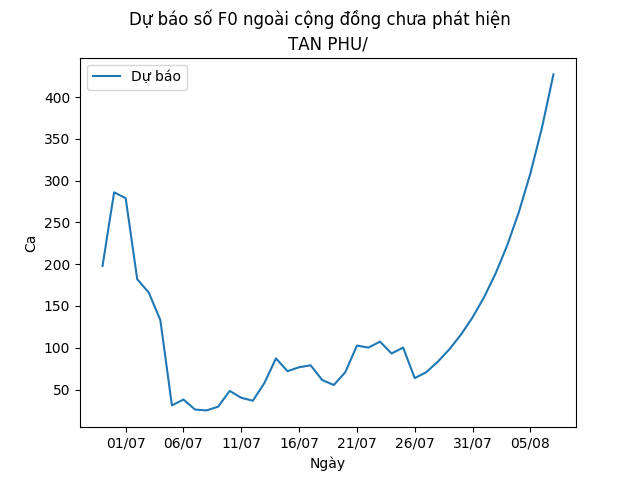 Dự báo số F0 ngoài cộng đồng chưa phát hiện
TAN PHU/
Dự báo
Ca
400
350
300
250
200
150
100
50
01/07 06/07 11/07 16/07 21/07 26/07 31/07 05/08
Ngày